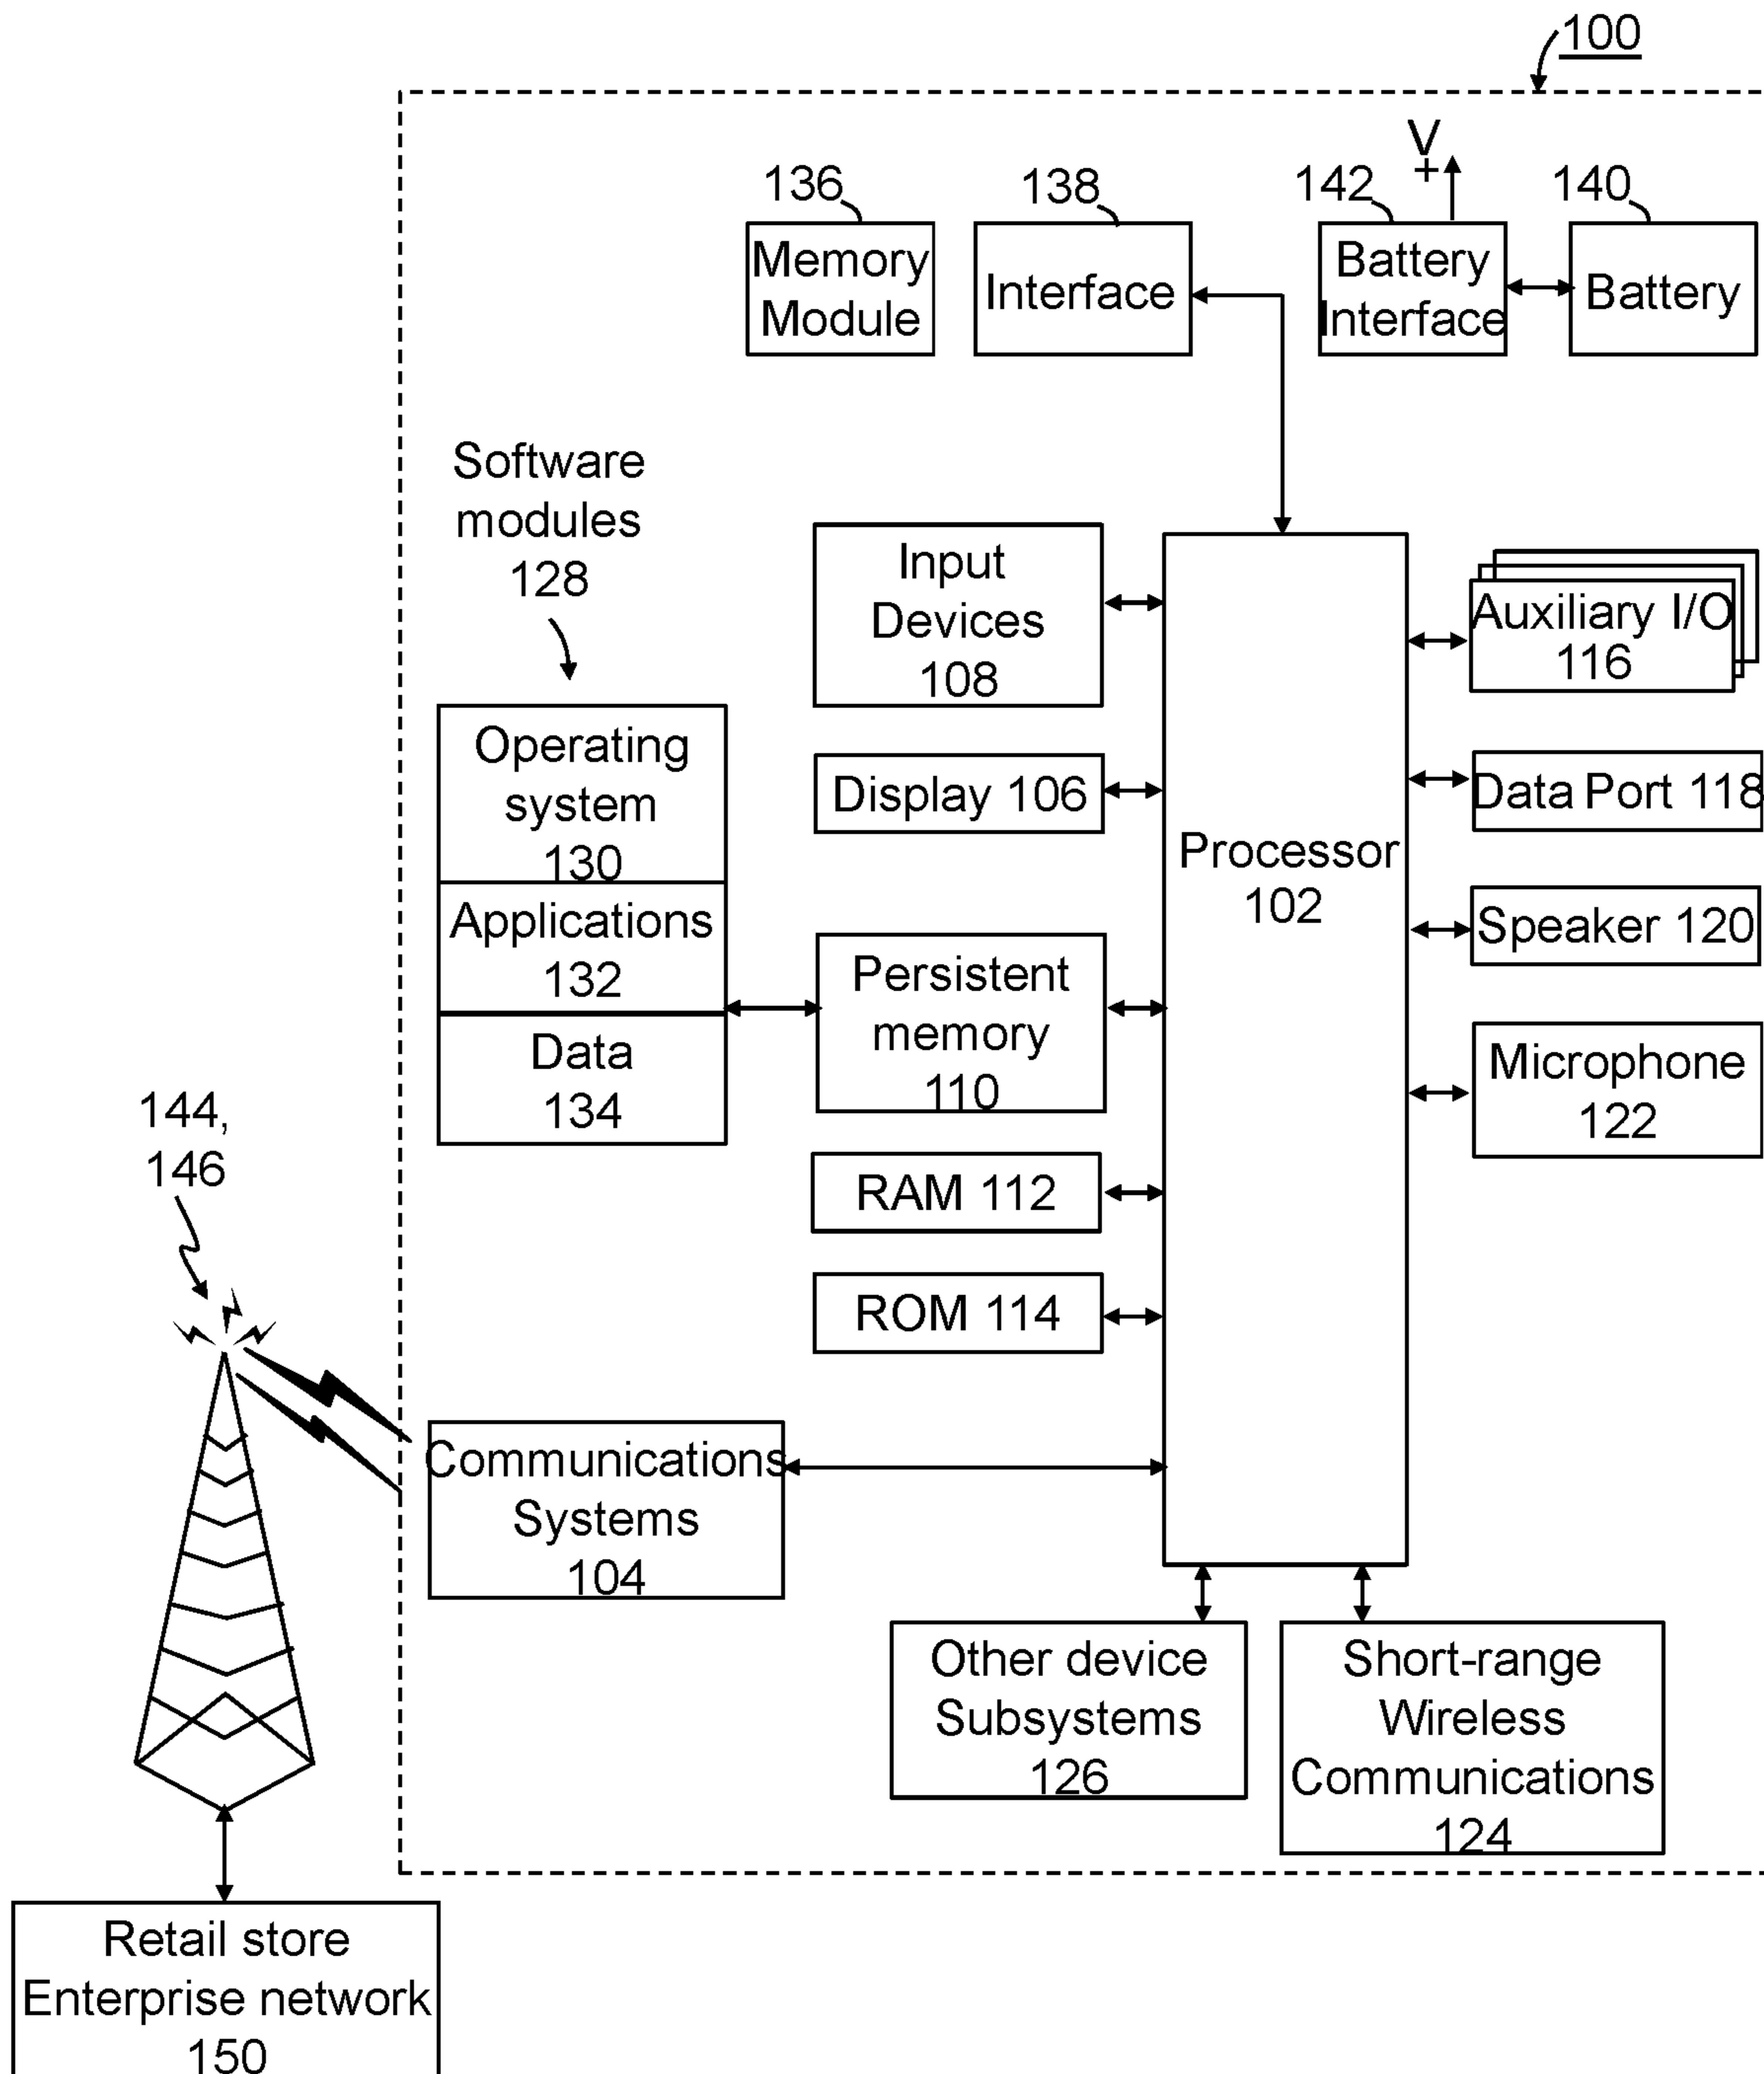 100
V
+
136
138
142
140
Memory
Module
Interface
Battery
Interface
Battery
Software
modules
128
Input
Devices
108
Auxiliary I/O
116
Operating
system
130
Display 106
Data Port 118
Processor
102
Applications
132
Speaker 120
Persistent
memory
110
Data
134
Microphone
122
144,
146
RAM 112
ROM 114
Communications
Systems
104
Other device
Subsystems
126
Short-range
Wireless
Communications
124
Retail store
Enterprise network
150